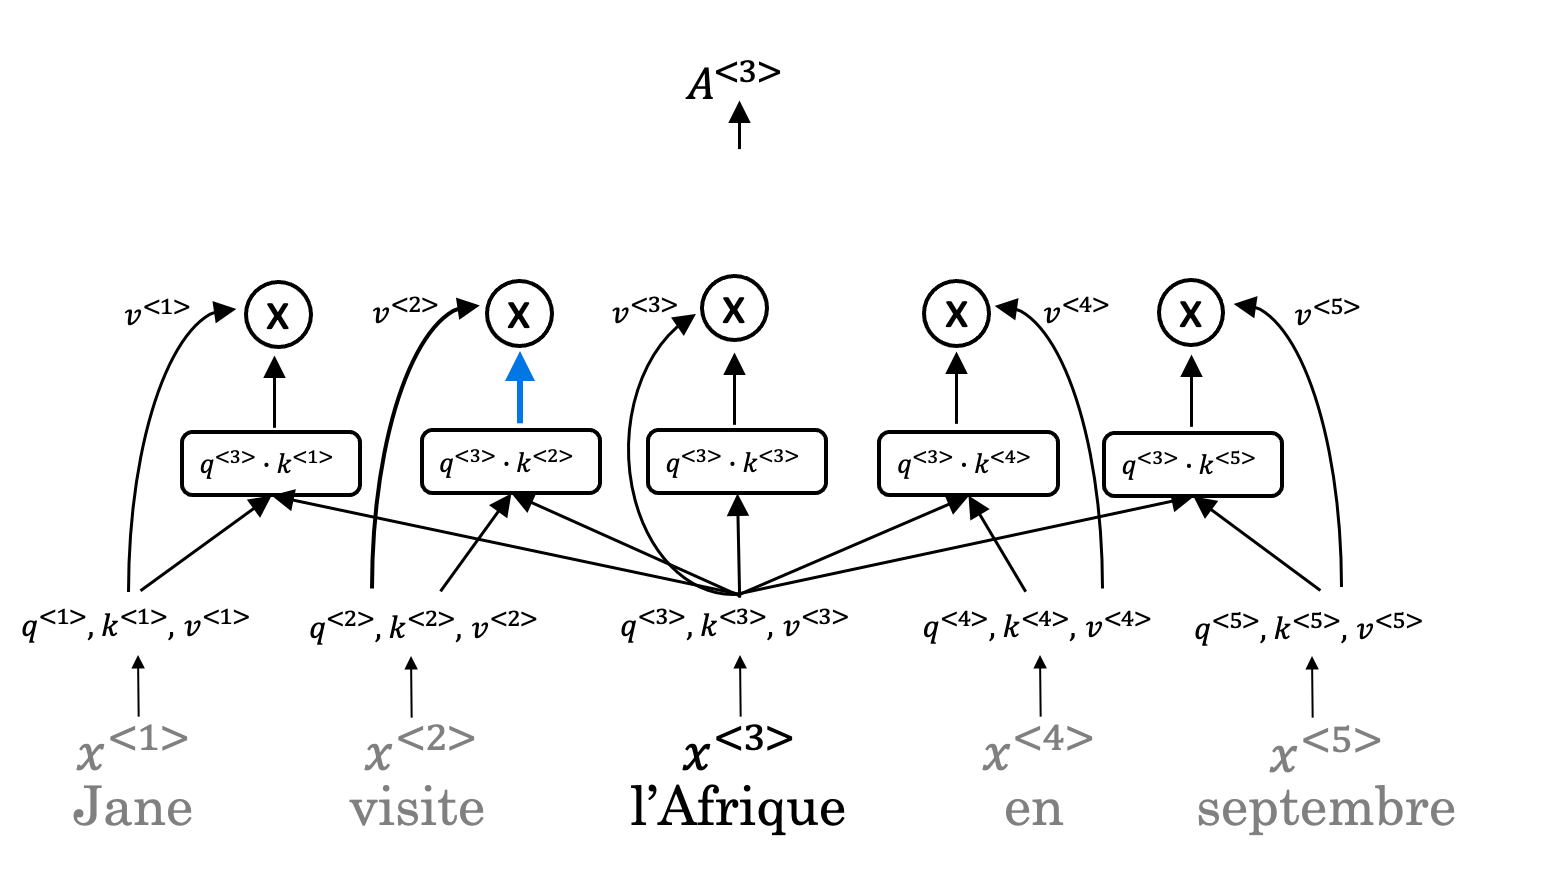 A<3>
v<1> X v<2> X v<3> X X v<4> X v<5>
q<3> · k<1> q<3> · k<2> q<3> · k<3> q<3> · k<4> q<3> · k<5>
q<1>, k<1>, v<1> q<2>, k<2>, v<2> q<3>, k<3>, v<3> q<4>, k<4>, v<4> q<5>, k<5>, v<5>
x<1> x<2> x<3> x<4> x<5>
Jane visite l’Afrique en septembre